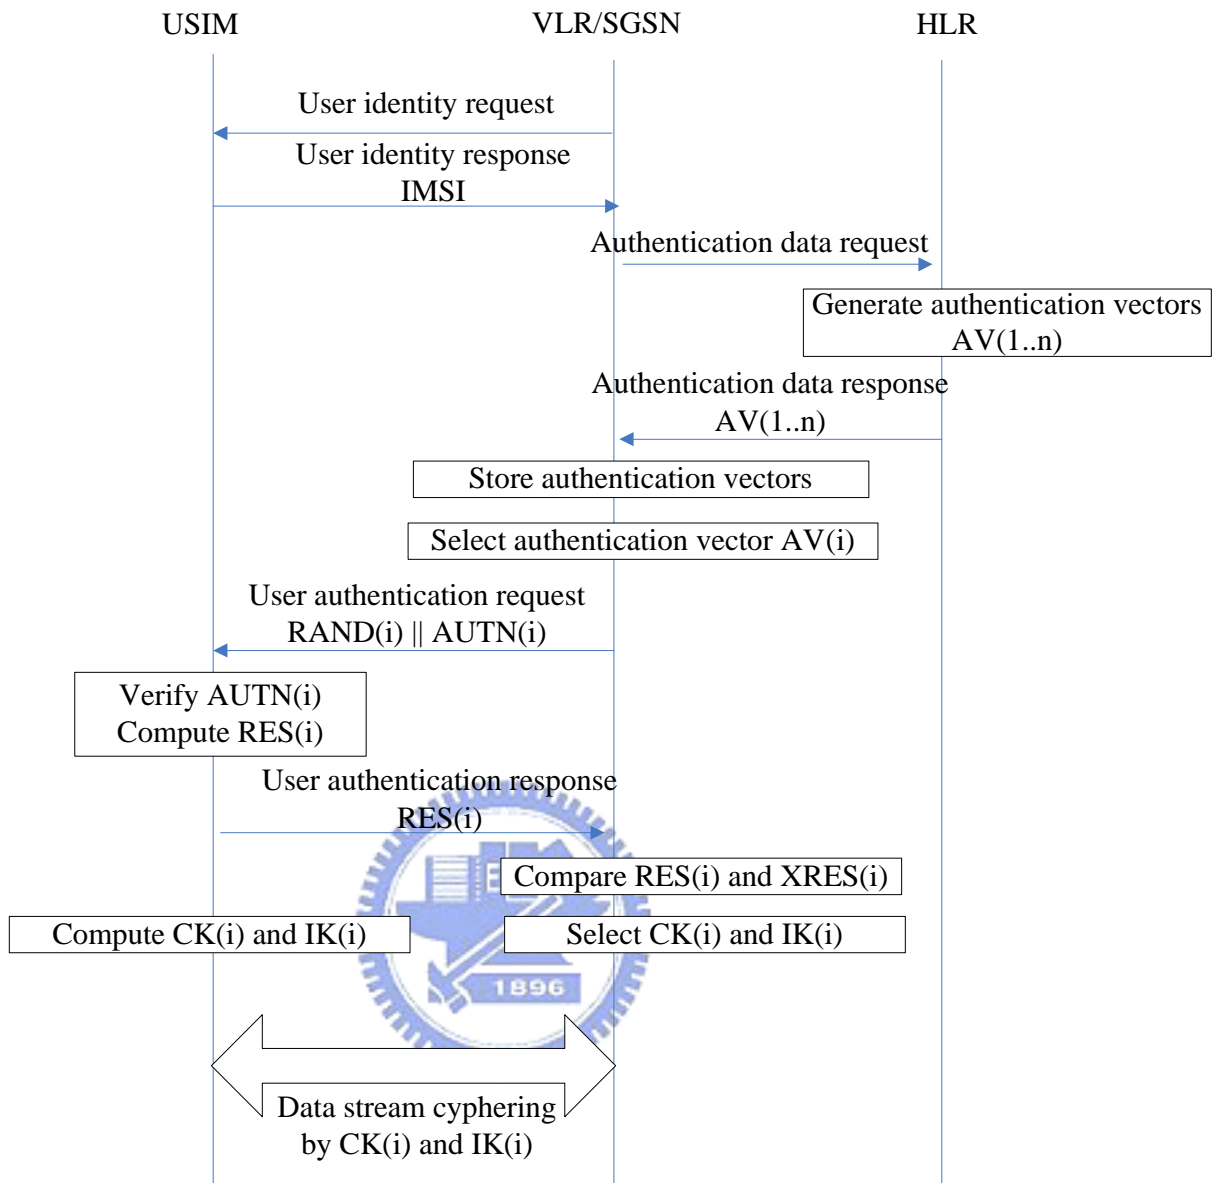 USIM
VLR/SGSN
HLR
User identity request
User identity response
IMSI
Authentication data request
Generate authentication vectors
AV(1..n)
Authentication data response
AV(1..n)
Store authentication vectors
Select authentication vector AV(i)
User authentication request
RAND(i) || AUTN(i)
Verify AUTN(i)
Compute RES(i)
User authentication response
RES(i)
Compare RES(i) and XRES(i)
Compute CK(i) and IK(i)
Select CK(i) and IK(i)
1896
Data stream cyphering
by CK(i) and IK(i)